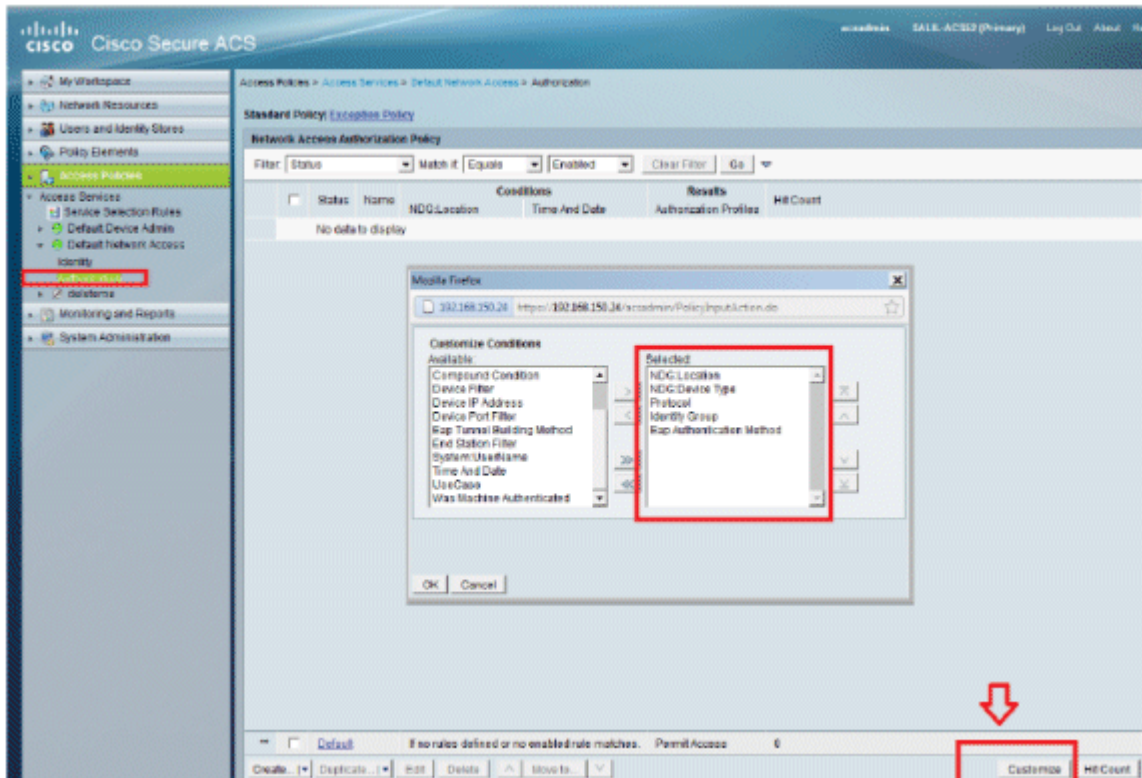 CISCO Cisco Secure ACS
acsadmin (Primary) Log Out About
My Workspace
Network Resources
Users and Identity Stores
Policy Elements
Access Policies
Access Services
Service Selection Rules
Default Device Admin
Default Network Access
Identity
deleteme
Monitoring and Reports
System Administration
Access Policies > Access Services > Default Network Access > Authorization
Standard Policy| Exception Policy
Network Access Authorization Policy
Filter: Status Match if: Equals Enabled Clear Filter Go
Conditions Results
Status Name NDG:Location Time And Date Authorization Profiles Hit Count
No data to display
Mozilla Firefox
Customize Conditions
Available: Selected:
Compound Condition
Device Filter
Device IP Address
Device Port Filter
Eap Tunnel Building Method
End Station Filter
System:UserName
Time And Date
UseCase
Was Machine Authenticated
NDG:Location
NDG:Device Type
Protocol
Identity Group
Eap Authentication Method
OK Cancel
Default If no rules defined or no enabled rule matches. Permit Access 0
Create... Duplicate... Edit Delete Move to... Customize Hit Count